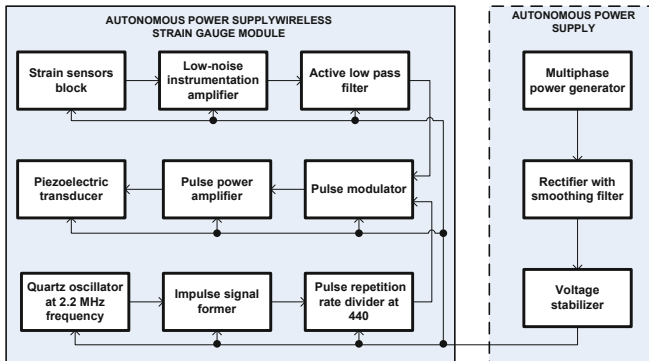 AUTONOMOUS POWER SUPPLYWIRELESS
STRAIN GAUGE MODULE
Strain sensors
block
Low-noise
instrumentation
amplifier
Active low pass
filter
Piezoelectric
transducer
Pulse power
amplifier
Pulse modulator
Quartz oscillator
at 2.2 MHz
frequency
Impulse signal
former
Pulse repetition
rate divider at
440
AUTONOMOUS POWER
SUPPLY
Multiphase
power generator
Rectifier with
smoothing filter
Voltage
stabilizer